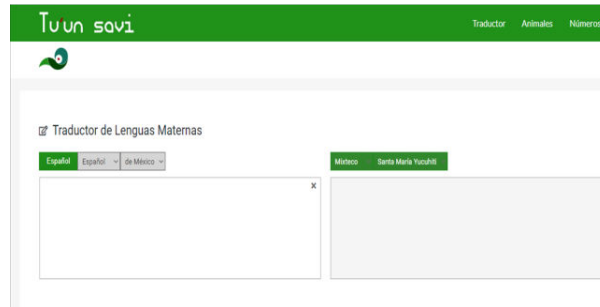 Tu'un savi
Traductor Animales Números
Traductor de Lenguas Maternas
Español Español de México
Mixteco Santa María Yucuhiti
x